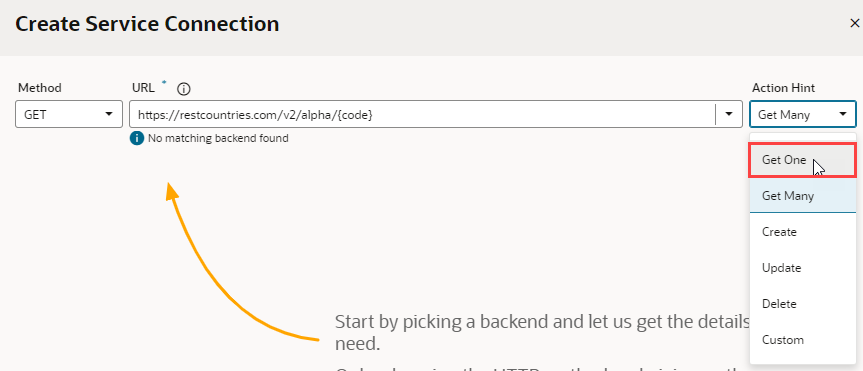 Create Service Connection
Method URL * Action Hint
GET https://restcountries.com/v2/alpha/{code} Get Many
No matching backend found
Get One
Get Many
Create
Update
Delete
Custom
Start by picking a backend and let us get the details
need.